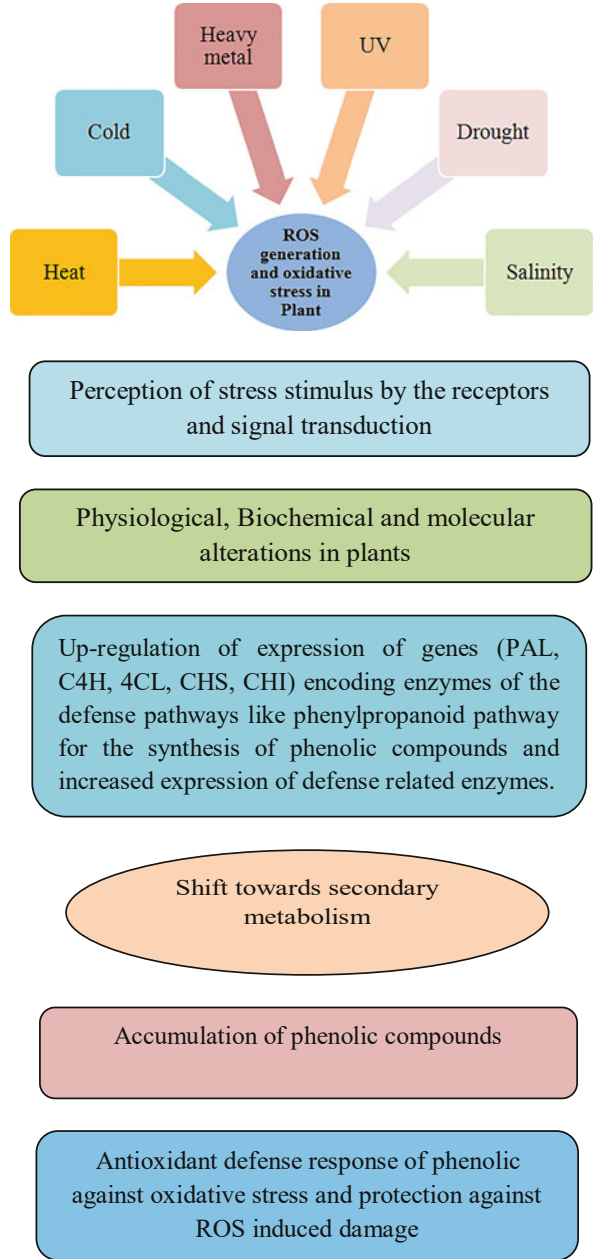 Heavy
metal
UV
Cold
Drought
Heat
ROS
generation
and oxidative
stress in
Plant
Salinity
Perception of stress stimulus by the receptors
and signal transduction
Physiological, Biochemical and molecular
alterations in plants
Up-regulation of expression of genes (PAL,
C4H, 4CL, CHS, CHI) encoding enzymes of the
defense pathways like phenylpropanoid pathway
for the synthesis of phenolic compounds and
increased expression of defense related enzymes.
Shift towards secondary
metabolism
Accumulation of phenolic compounds
Antioxidant defense response of phenolic
against oxidative stress and protection against
ROS induced damage